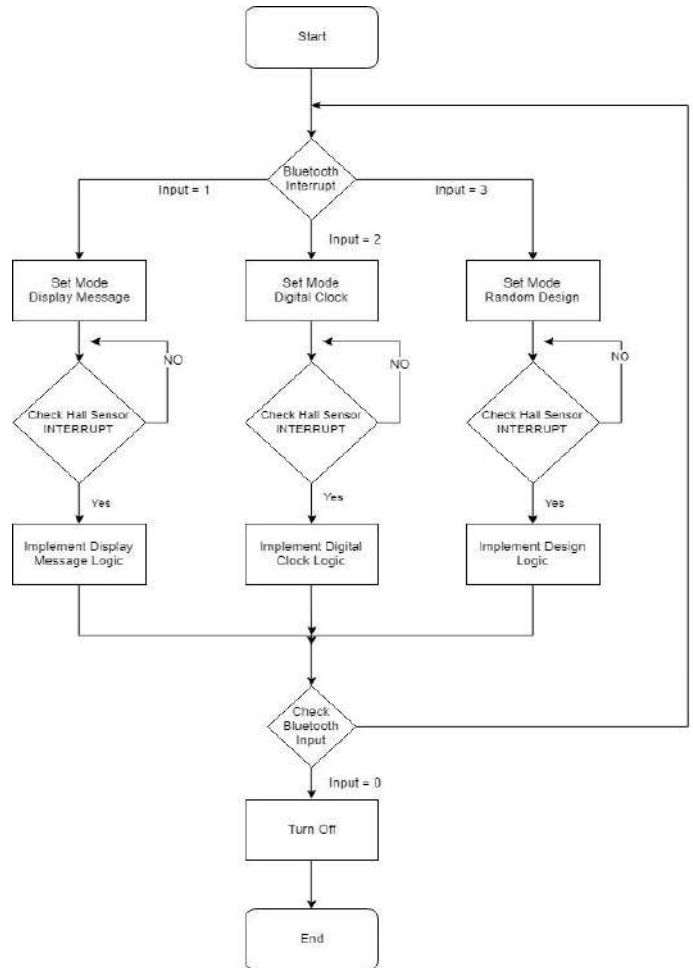 Start
Bluetooth
Interrupt
Input = 1
Input = 3
Input = 2
Set Mode
Display Message
Set Mode
Digital Clock
Set Mode
Random Design
NO
NO
NO
Check Hall Sensor
INTERRUPT
Check Hall Sensor
INTERRUPT
Check Hall Sensor
INTERRUPT
Yes
Yes
Yes
Implement Display
Message Logic
Implement Digital
Clock Logic
Implement Design
Logic
Check
Bluetooth
Input
Input = 0
Turn Off
End